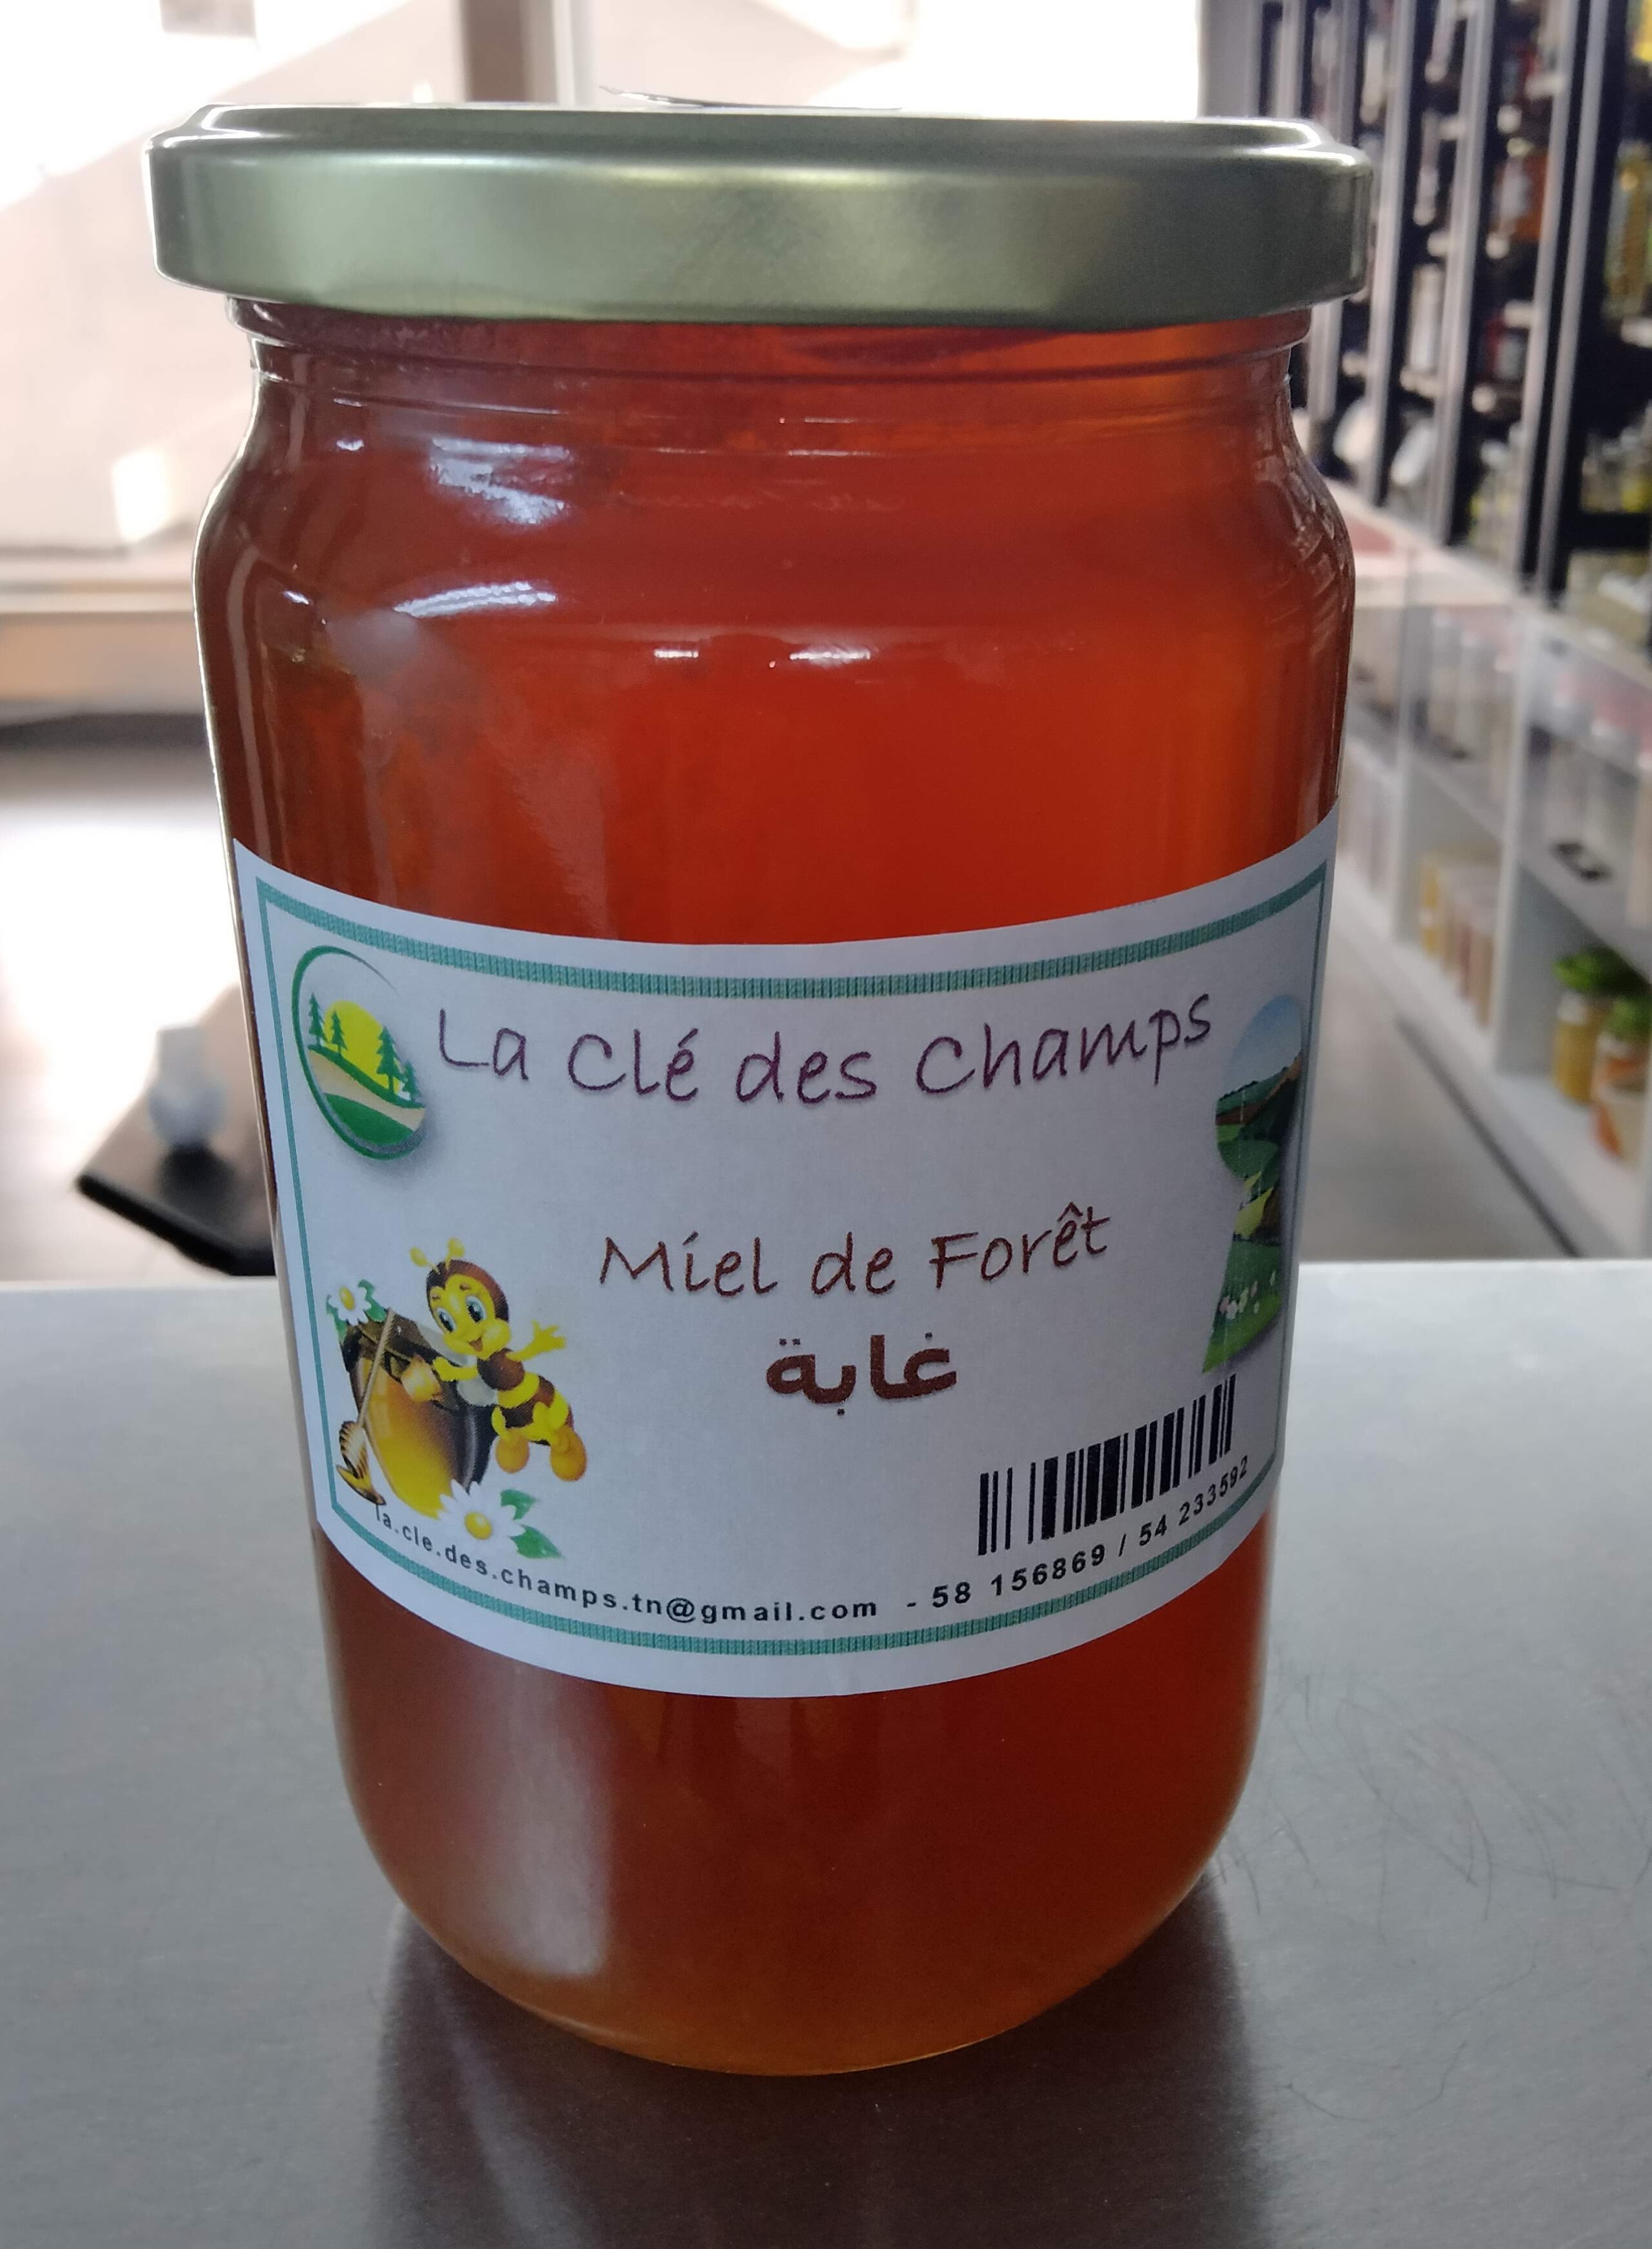 La Clé des Champs
Miel de Forêt
غابة
la.cle.des.champs.tn@gmail.com - 58 156869 / 54 233592